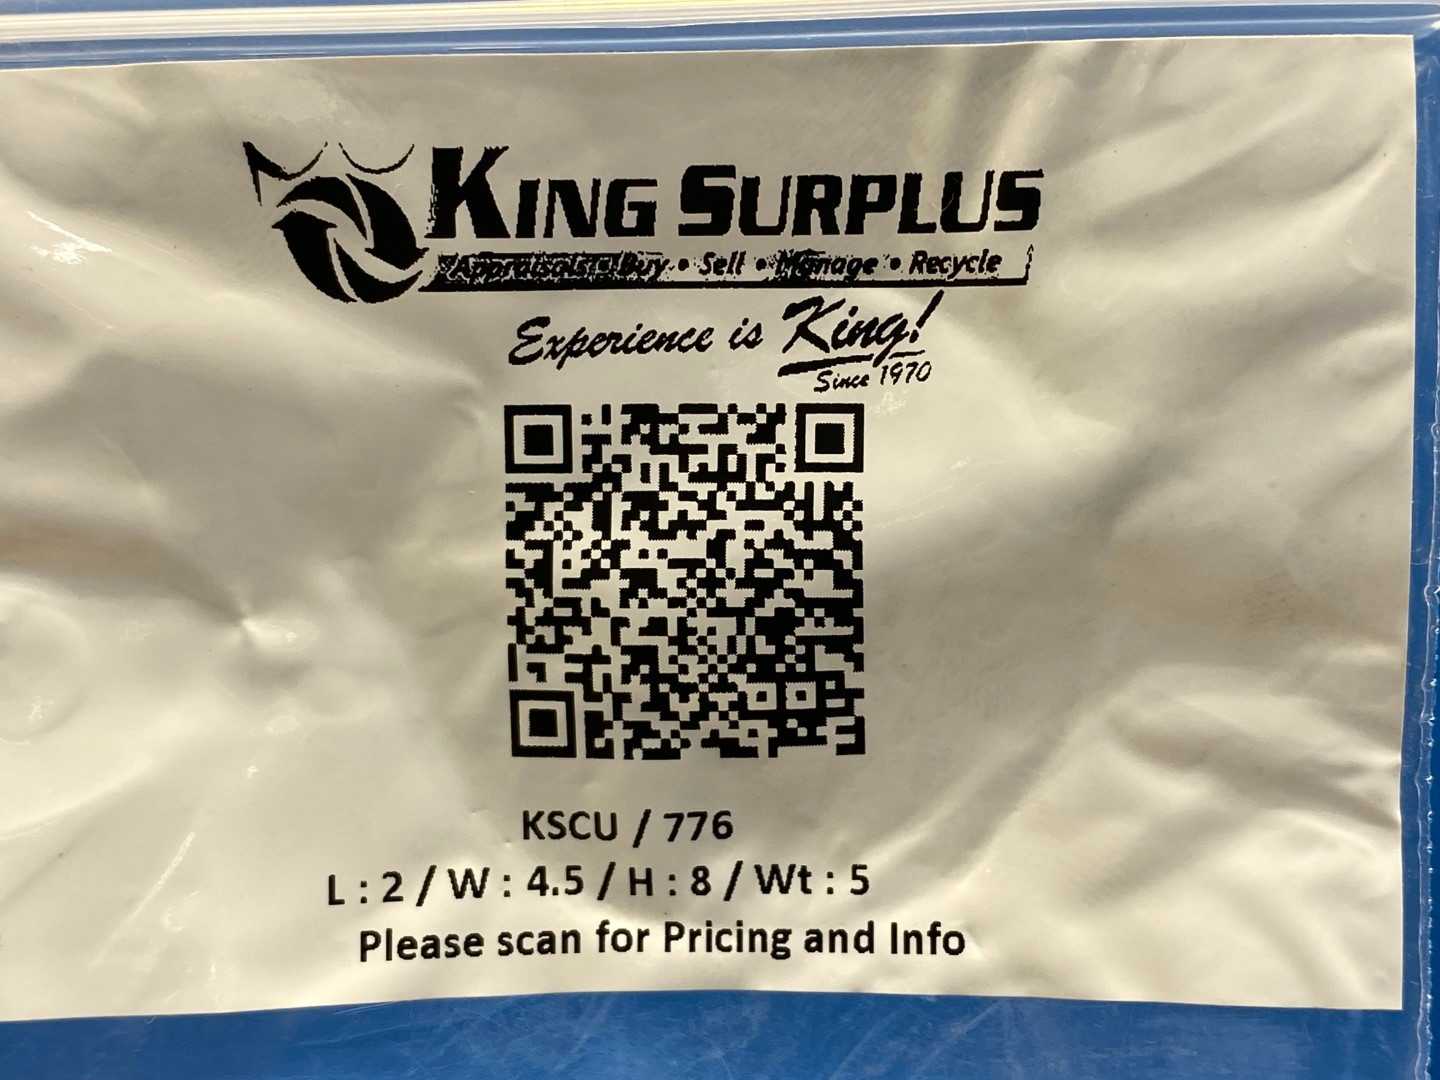 KING SURPLUS
Appraisals • Buy • Sell • Manage • Recycle
Experience is King!
Since 1970
KSCU / 776
L : 2 / W : 4.5 / H : 8 / Wt : 5
Please scan for Pricing and Info